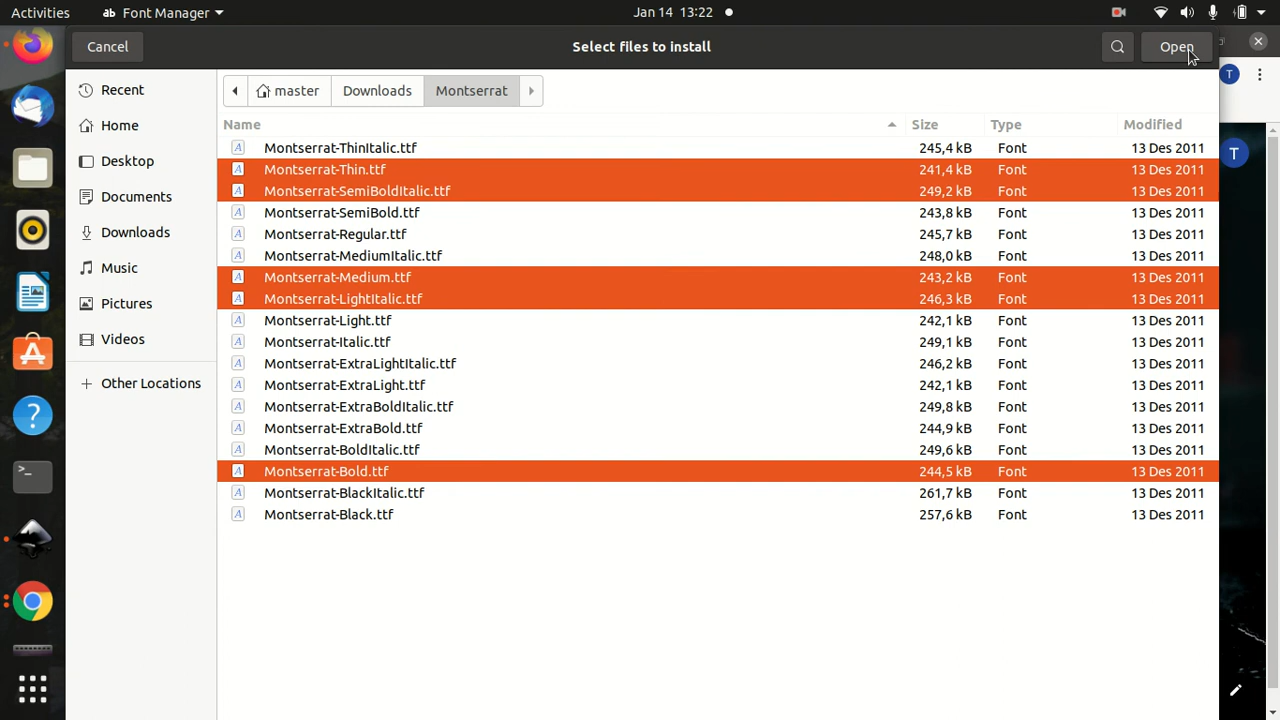 Activities
ab Font Manager
Jan 14 13:22
Cancel
Select files to install
Open
T
Recent
Home
Desktop
Documents
Downloads
Music
Pictures
Videos
+ Other Locations
master
Downloads
Montserrat
Name Size Type Modified
A Montserrat-ThinItalic.ttf 245,4 kB Font 13 Des 2011
A Montserrat-Thin.ttf 241,4 kB Font 13 Des 2011
A Montserrat-SemiBoldItalic.ttf 249,2 kB Font 13 Des 2011
A Montserrat-SemiBold.ttf 243,8 kB Font 13 Des 2011
A Montserrat-Regular.ttf 245,7 kB Font 13 Des 2011
A Montserrat-MediumItalic.ttf 248,0 kB Font 13 Des 2011
A Montserrat-Medium.ttf 243,2 kB Font 13 Des 2011
A Montserrat-LightItalic.ttf 246,3 kB Font 13 Des 2011
A Montserrat-Light.ttf 242,1 kB Font 13 Des 2011
A Montserrat-Italic.ttf 249,1 kB Font 13 Des 2011
A Montserrat-ExtraLightItalic.ttf 246,2 kB Font 13 Des 2011
A Montserrat-ExtraLight.ttf 242,1 kB Font 13 Des 2011
A Montserrat-ExtraBoldItalic.ttf 249,8 kB Font 13 Des 2011
A Montserrat-ExtraBold.ttf 244,9 kB Font 13 Des 2011
A Montserrat-BoldItalic.ttf 249,6 kB Font 13 Des 2011
A Montserrat-Bold.ttf 244,5 kB Font 13 Des 2011
A Montserrat-BlackItalic.ttf 261,7 kB Font 13 Des 2011
A Montserrat-Black.ttf 257,6 kB Font 13 Des 2011
T
?
>_